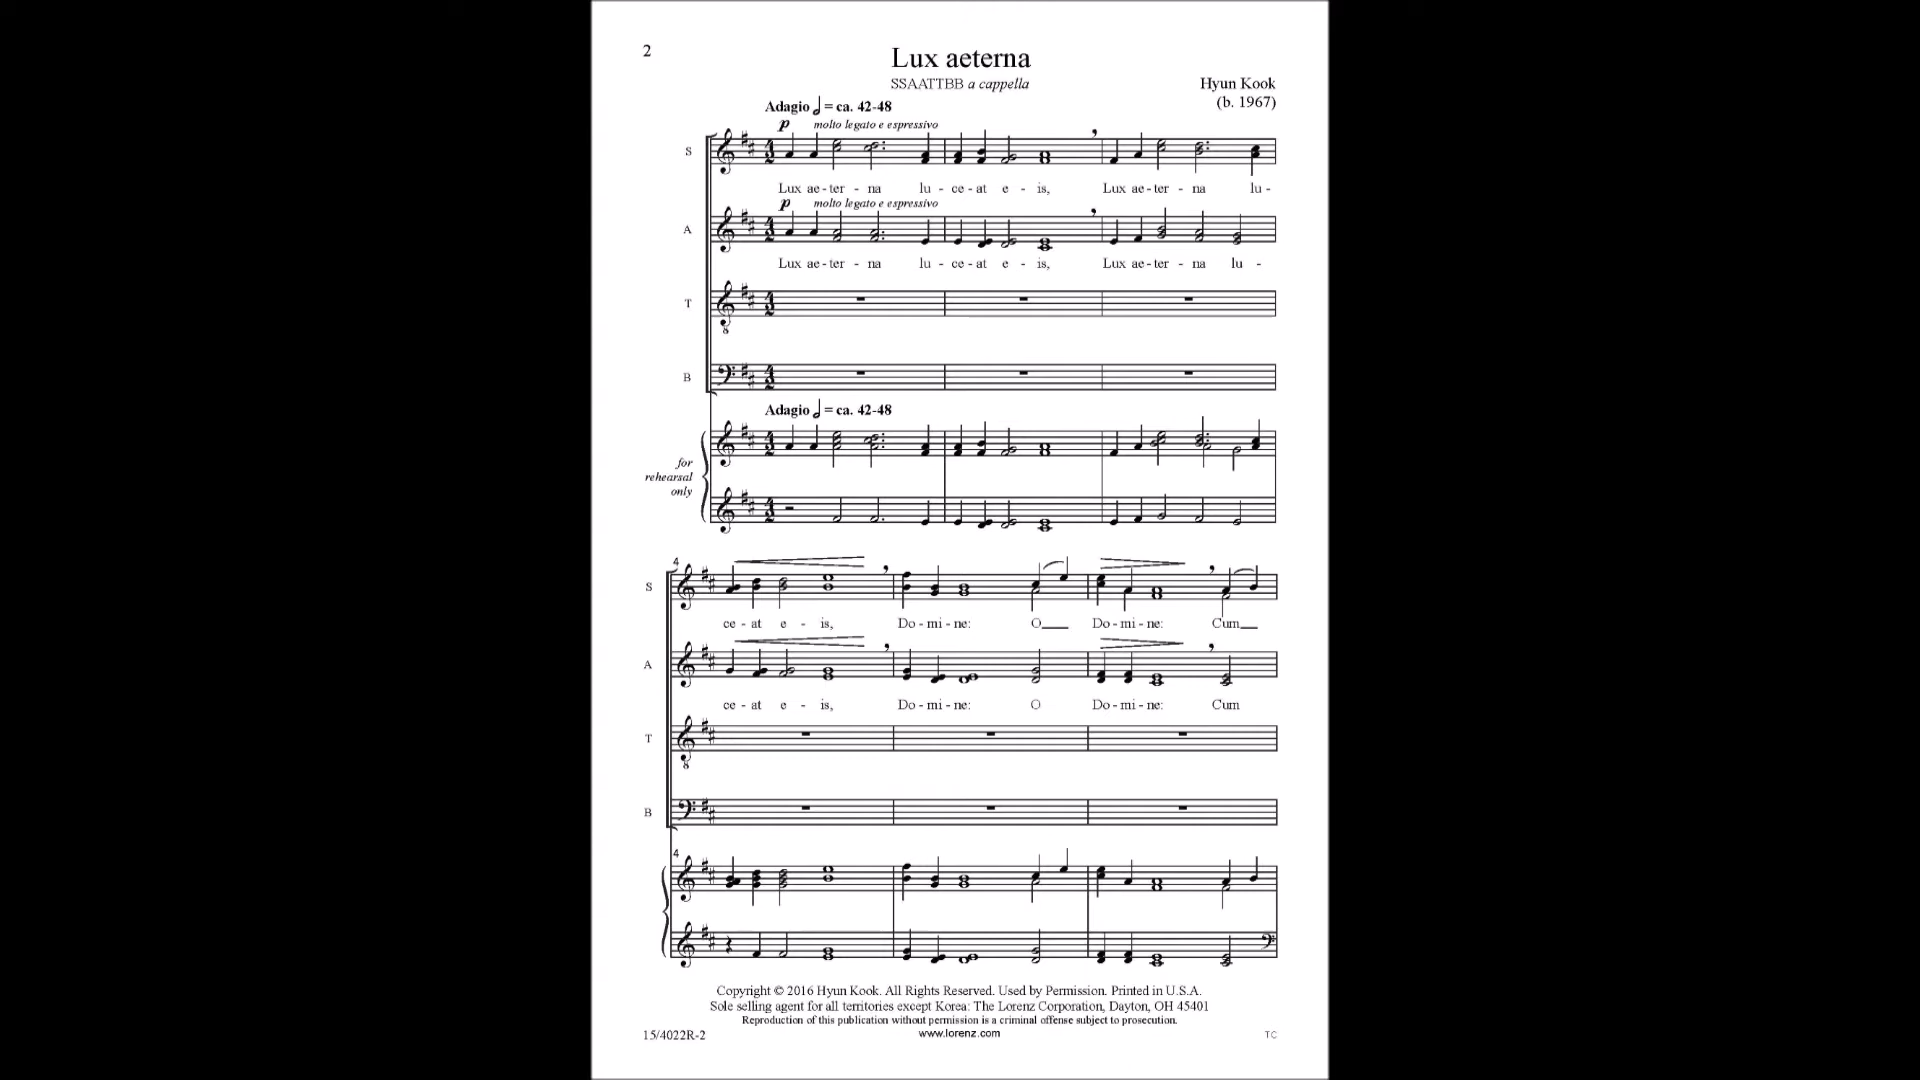 2
Lux aeterna
SSAATTBB a cappella
Hyun Kook
(b. 1967)
Adagio = ca. 42-48
p molto legato e espressivo
S
Lux ae - ter - na lu - ce - at e - is, Lux ae - ter - na lu -
p molto legato e espressivo
A
Lux ae - ter - na lu - ce - at e - is, Lux ae - ter - na lu -
T
8
B
Adagio = ca. 42-48
for
rehearsal
only
4
S
ce - at e - is, Do - mi - ne: O Do - mi - ne: Cum
A
ce - at e - is, Do - mi - ne: O Do - mi - ne: Cum
T
8
B
4
Copyright © 2016 Hyun Kook. All Rights Reserved. Used by Permission. Printed in U.S.A.
Sole selling agent for all territories except Korea: The Lorenz Corporation, Dayton, OH 45401
Reproduction of this publication without permission is a criminal offense subject to prosecution.
www.lorenz.com
15/4022R-2
TC